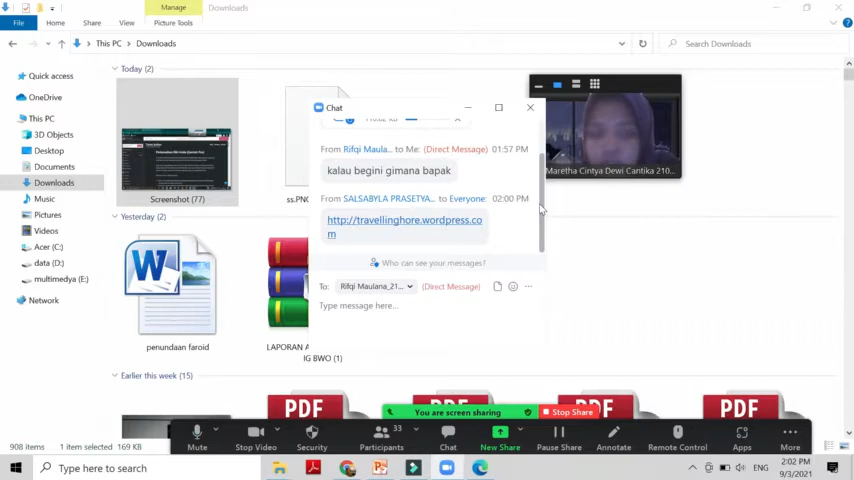 Manage
Downloads
File
Home
Share
View
Picture Tools
This PC
Downloads
Search Downloads
Quick access
OneDrive
This PC
3D Objects
Desktop
Documents
Downloads
Music
Pictures
Videos
Acer (C:)
data (D:)
multimedya (E:)
Network
Today (2)
Screenshot (77)
ss.PNG
Yesterday (2)
penundaan faroid
LAPORAN A
IG BWO (1)
Earlier this week (15)
PDF
PDF
PDF
PDF
Chat
From Rifqi Maula... to Me: (Direct Message) 01:57 PM
kalau begini gimana bapak
From SALSABYLA PRASETYA... to Everyone: 02:00 PM
http://travellinghore.wordpress.co
m
Who can see your messages?
To: Rifqi Maulana_21... (Direct Message)
Type message here...
Maretha Cintya Dewi Cantika 210...
You are screen sharing
Stop Share
Mute
Stop Video
Security
33
Participants
Chat
New Share
Pause Share
Annotate
Remote Control
Apps
More
908 items
1 item selected 169 KB
Type here to search
ENG
2:02 PM
9/3/2021